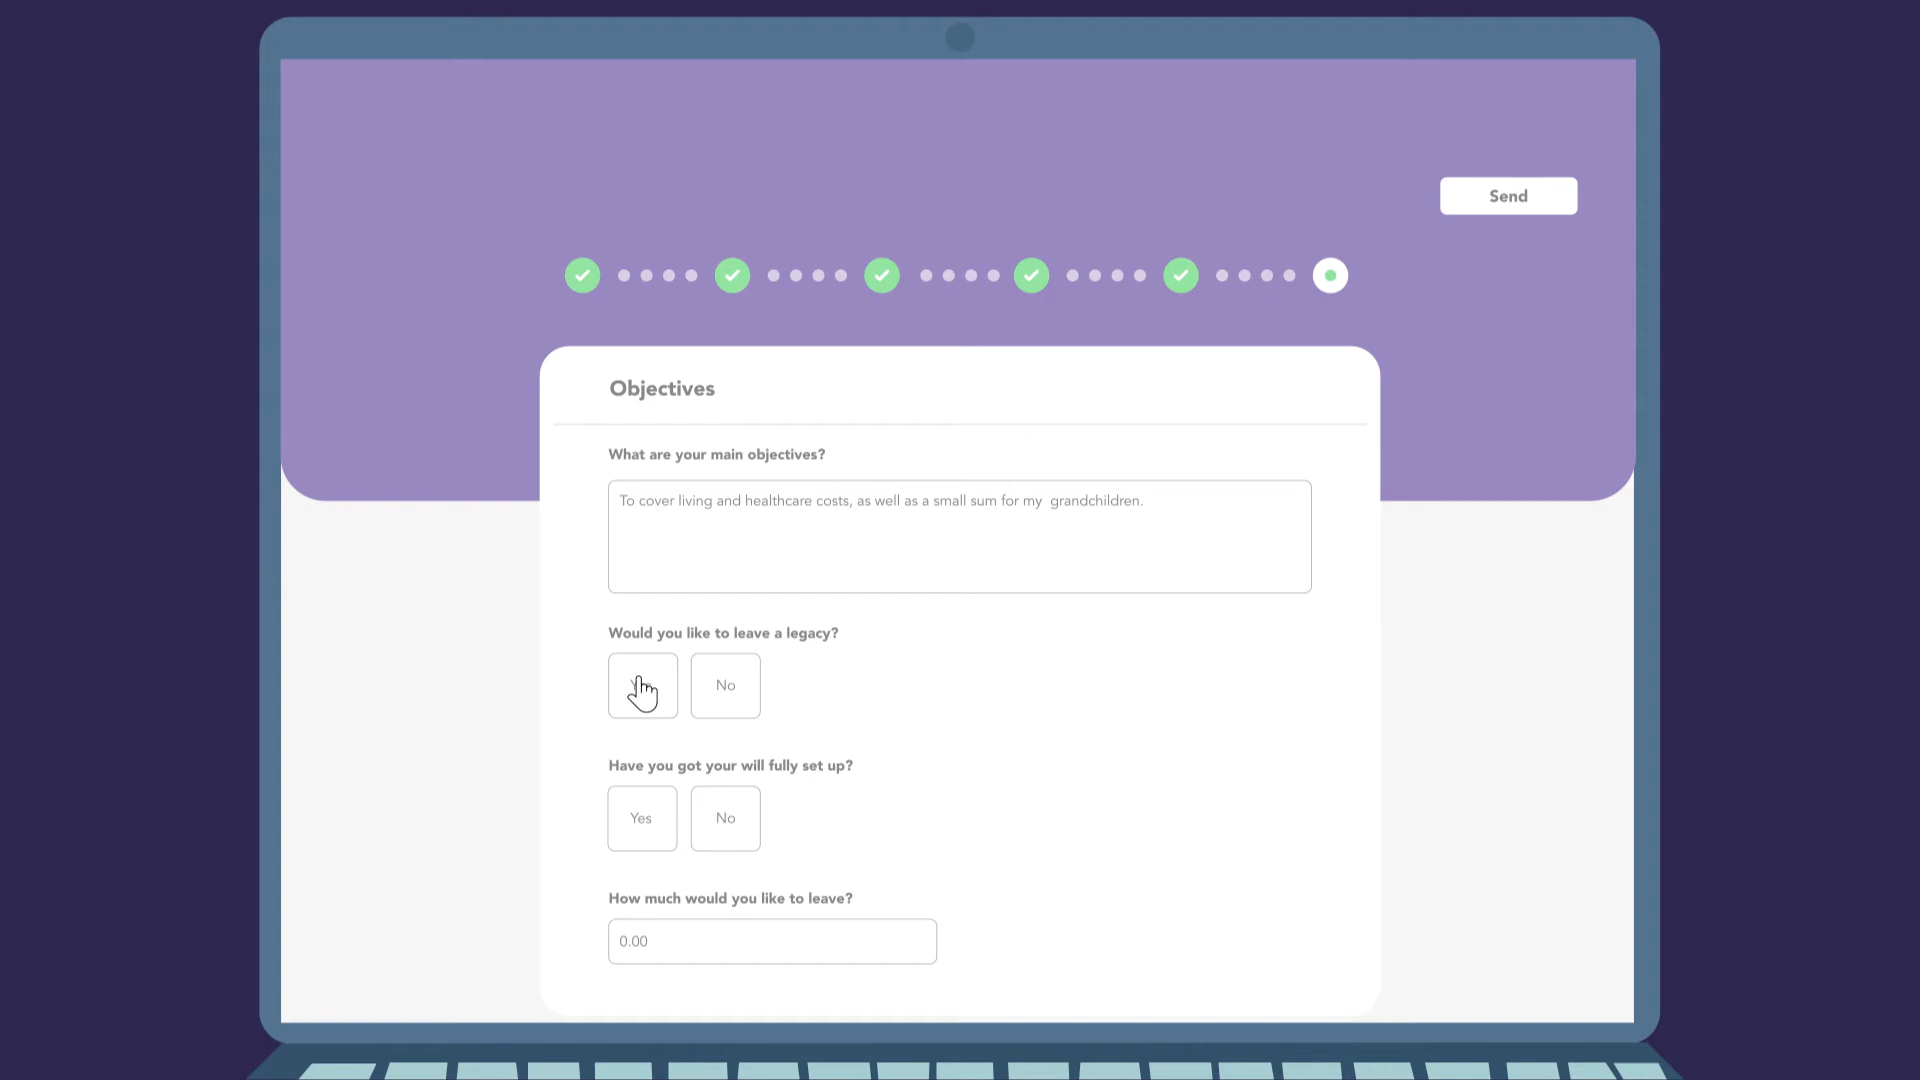 Send
Objectives
What are your main objectives?
To cover living and healthcare costs, as well as a small sum for my  grandchildren.
Would you like to leave a legacy?
No
Have you got your will fully set up?
Yes No
How much would you like to leave?
0.00